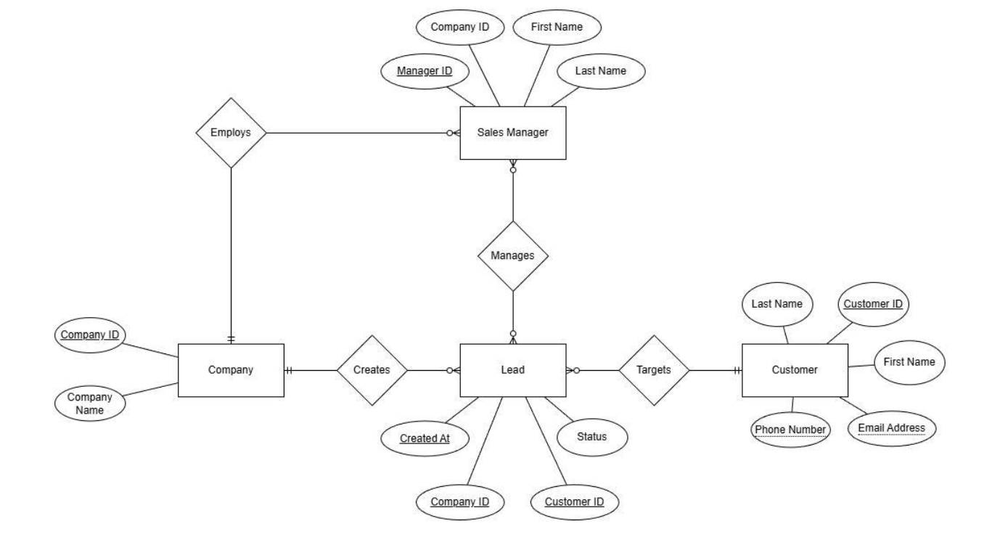 Company ID
First Name
Manager ID
Last Name
Employs
Sales Manager
Manages
Last Name
Customer ID
Company ID
First Name
Company
Creates
Lead
Targets
Customer
Company
Name
Phone Number
Email Address
Created At
Status
Company ID
Customer ID